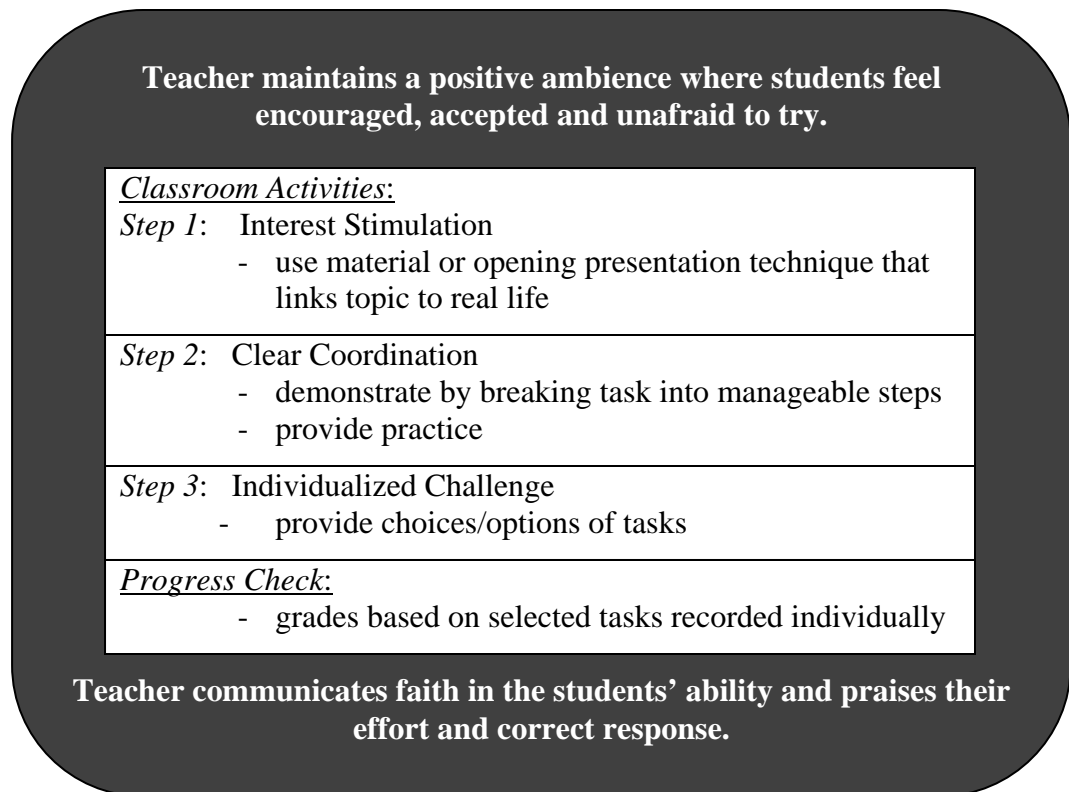 Teacher maintains a positive ambience where students feel
encouraged, accepted and unafraid to try.
Classroom Activities:
Step 1: Interest Stimulation
- use material or opening presentation technique that
links topic to real life
Step 2: Clear Coordination
- demonstrate by breaking task into manageable steps
- provide practice
Step 3: Individualized Challenge
- provide choices/options of tasks
Progress Check:
- grades based on selected tasks recorded individually
Teacher communicates faith in the students’ ability and praises their
effort and correct response.